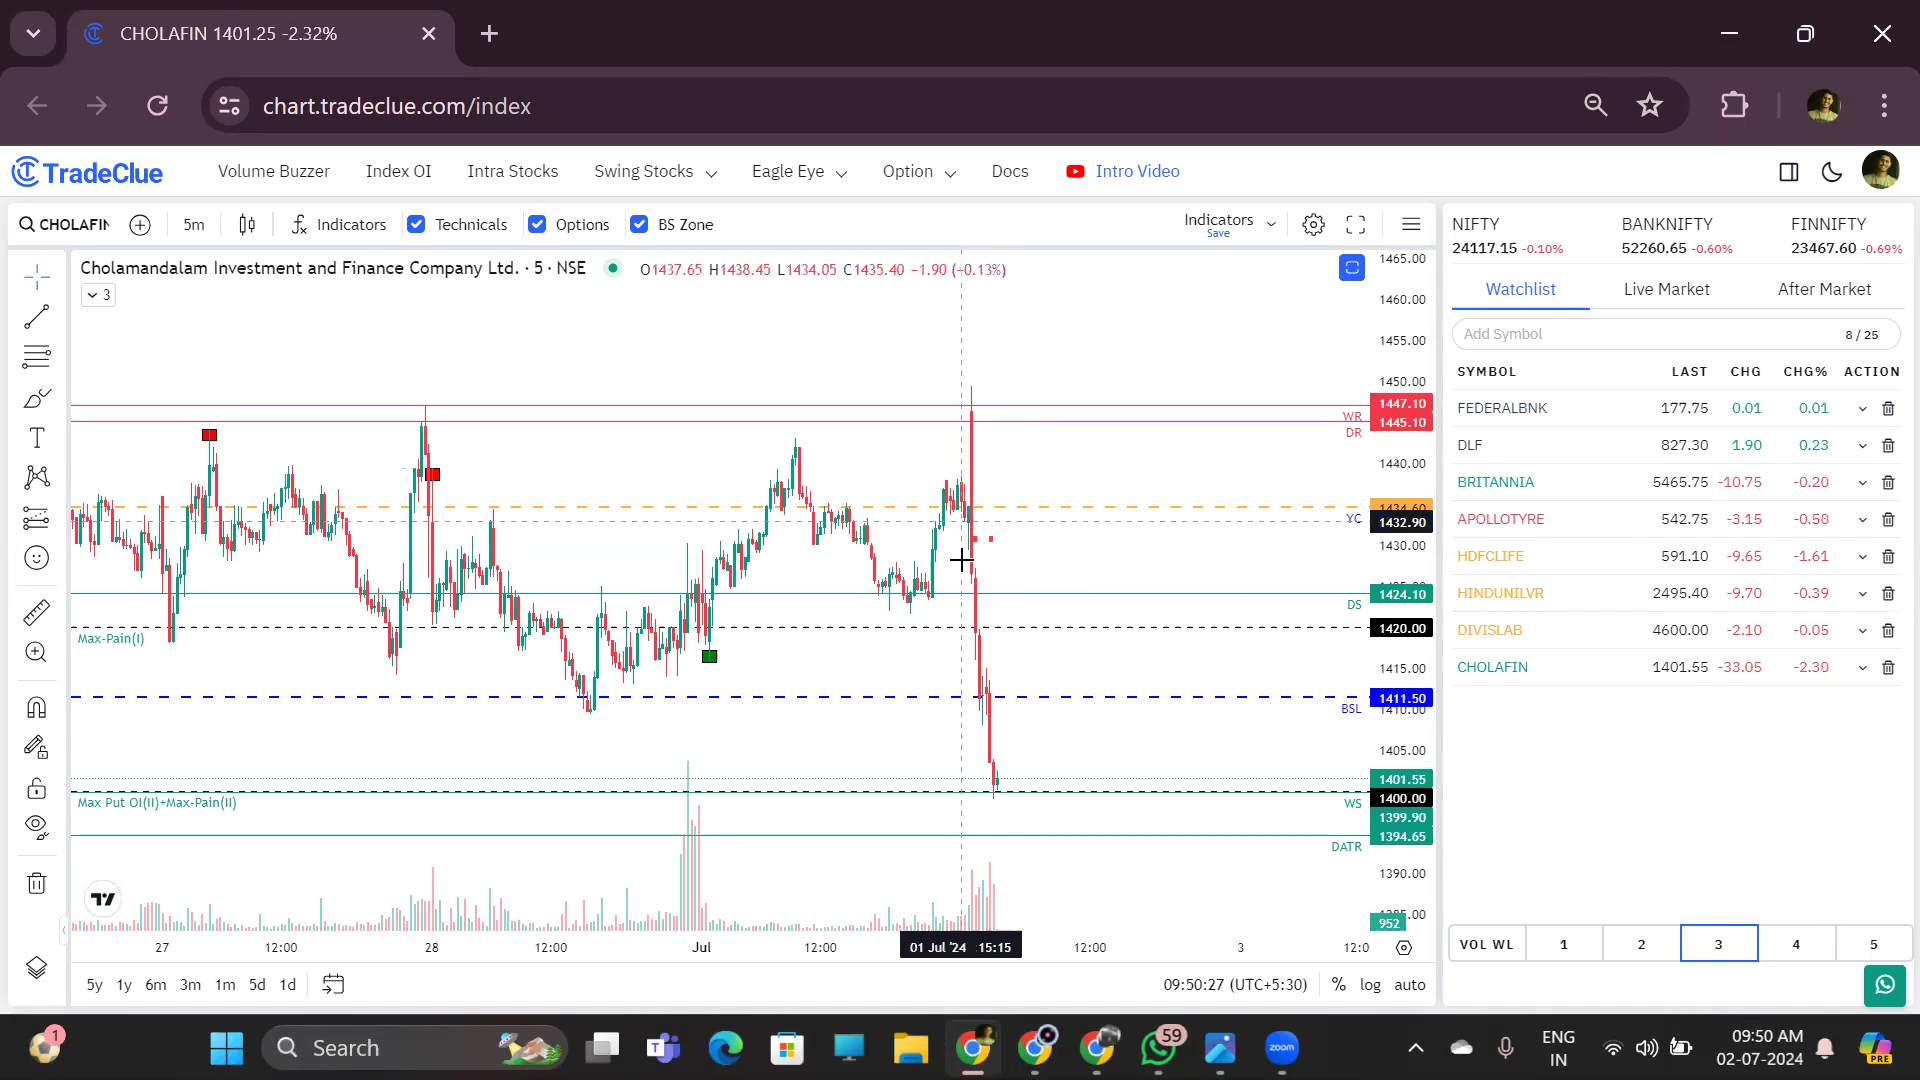 CHOLAFIN 1401.25 -2.32%
chart.tradeclue.com/index
TradeClue
Volume Buzzer Index OI Intra Stocks Swing Stocks Eagle Eye Option Docs Intro Video
CHOLAFIN 5m Indicators Technicals Options BS Zone Indicators
Save
Cholamandalam Investment and Finance Company Ltd. · 5 · NSE O1437.65 H1438.45 L1434.05 C1435.40 −1.90 (−0.13%)
3
1465.00
1460.00
1455.00
1450.00
WR 1447.10
DR 1445.10
1440.00
1434.60
YC 1432.90
1430.00
DS 1424.10
Max-Pain(I) 1420.00
1415.00
1411.50
BSL 1410.00
1405.00
1401.55
Max Put OI(II)+Max-Pain(II) WS 1400.00
1399.90
DATR 1394.65
1390.00
952
27 12:00 28 12:00 Jul 12:00 01 Jul '24 15:15 12:00 3 12:0
5y 1y 6m 3m 1m 5d 1d 09:50:27 (UTC+5:30) % log auto
NIFTY BANKNIFTY FINNIFTY
24117.15 -0.10% 52260.65 -0.60% 23467.60 -0.69%
Watchlist Live Market After Market
Add Symbol 8 / 25
SYMBOL LAST CHG CHG% ACTION
FEDERALBNK 177.75 0.01 0.01
DLF 827.30 1.90 0.23
BRITANNIA 5465.75 -10.75 -0.20
APOLLOTYRE 542.75 -3.15 -0.58
HDFCLIFE 591.10 -9.65 -1.61
HINDUNILVR 2495.40 -9.70 -0.39
DIVISLAB 4600.00 -2.10 -0.05
CHOLAFIN 1401.55 -33.05 -2.30
VOL WL 1 2 3 4 5
1 Search 59 zoom ENG 09:50 AM
IN 02-07-2024 PRE